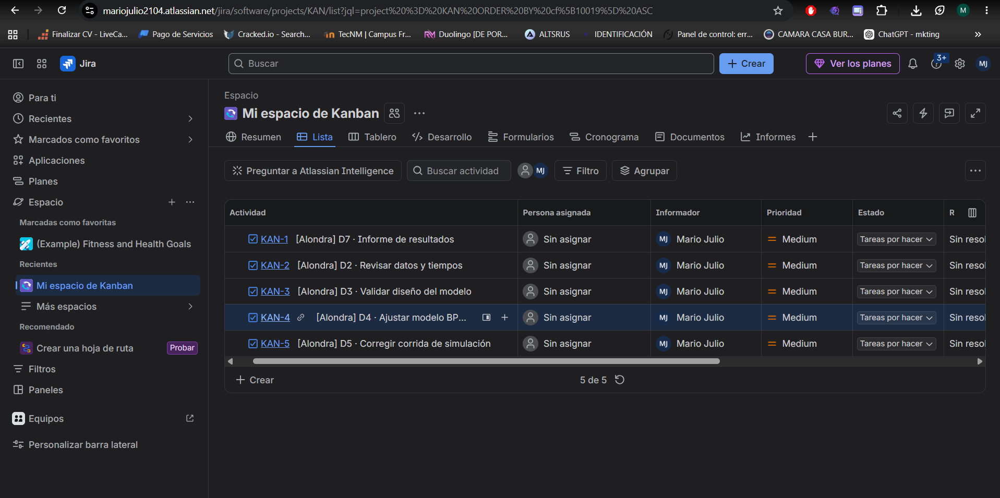 mariojulio2104.atlassian.net/jira/software/projects/KAN/list?jql=project%20%3D%20KAN%20ORDER%20BY%20cf%5B10019%5D%20ASC
M
Finalizar CV - LiveCa...
Pago de Servicios
Cracked.io - Search...
TecNM | Campus Fr...
Duolingo [DE POR...
ALTSRUS
IDENTIFICACIÓN
Panel de control: err...
CAMARA CASA BUR...
ChatGPT - mkting
Jira
Buscar
Crear
Ver los planes
3+
MJ
Para ti
Recientes
Marcados como favoritos
Aplicaciones
Planes
Espacio
Marcadas como favoritas
(Example) Fitness and Health Goals
Recientes
Mi espacio de Kanban
Más espacios
Recomendado
Crear una hoja de ruta Probar
Filtros
Paneles
Equipos
Personalizar barra lateral
Espacio
Mi espacio de Kanban
Resumen Lista Tablero Desarrollo Formularios Cronograma Documentos Informes
Preguntar a Atlassian Intelligence Buscar actividad MJ Filtro Agrupar
Actividad Persona asignada Informador Prioridad Estado R
KAN-1 [Alondra] D7 · Informe de resultados Sin asignar MJ Mario Julio Medium Tareas por hacer Sin resol
KAN-2 [Alondra] D2 · Revisar datos y tiempos Sin asignar MJ Mario Julio Medium Tareas por hacer Sin resol
KAN-3 [Alondra] D3 · Validar diseño del modelo Sin asignar MJ Mario Julio Medium Tareas por hacer Sin resol
KAN-4 [Alondra] D4 · Ajustar modelo BP... Sin asignar MJ Mario Julio Medium Tareas por hacer Sin resol
KAN-5 [Alondra] D5 · Corregir corrida de simulación Sin asignar MJ Mario Julio Medium Tareas por hacer Sin resol
Crear 5 de 5